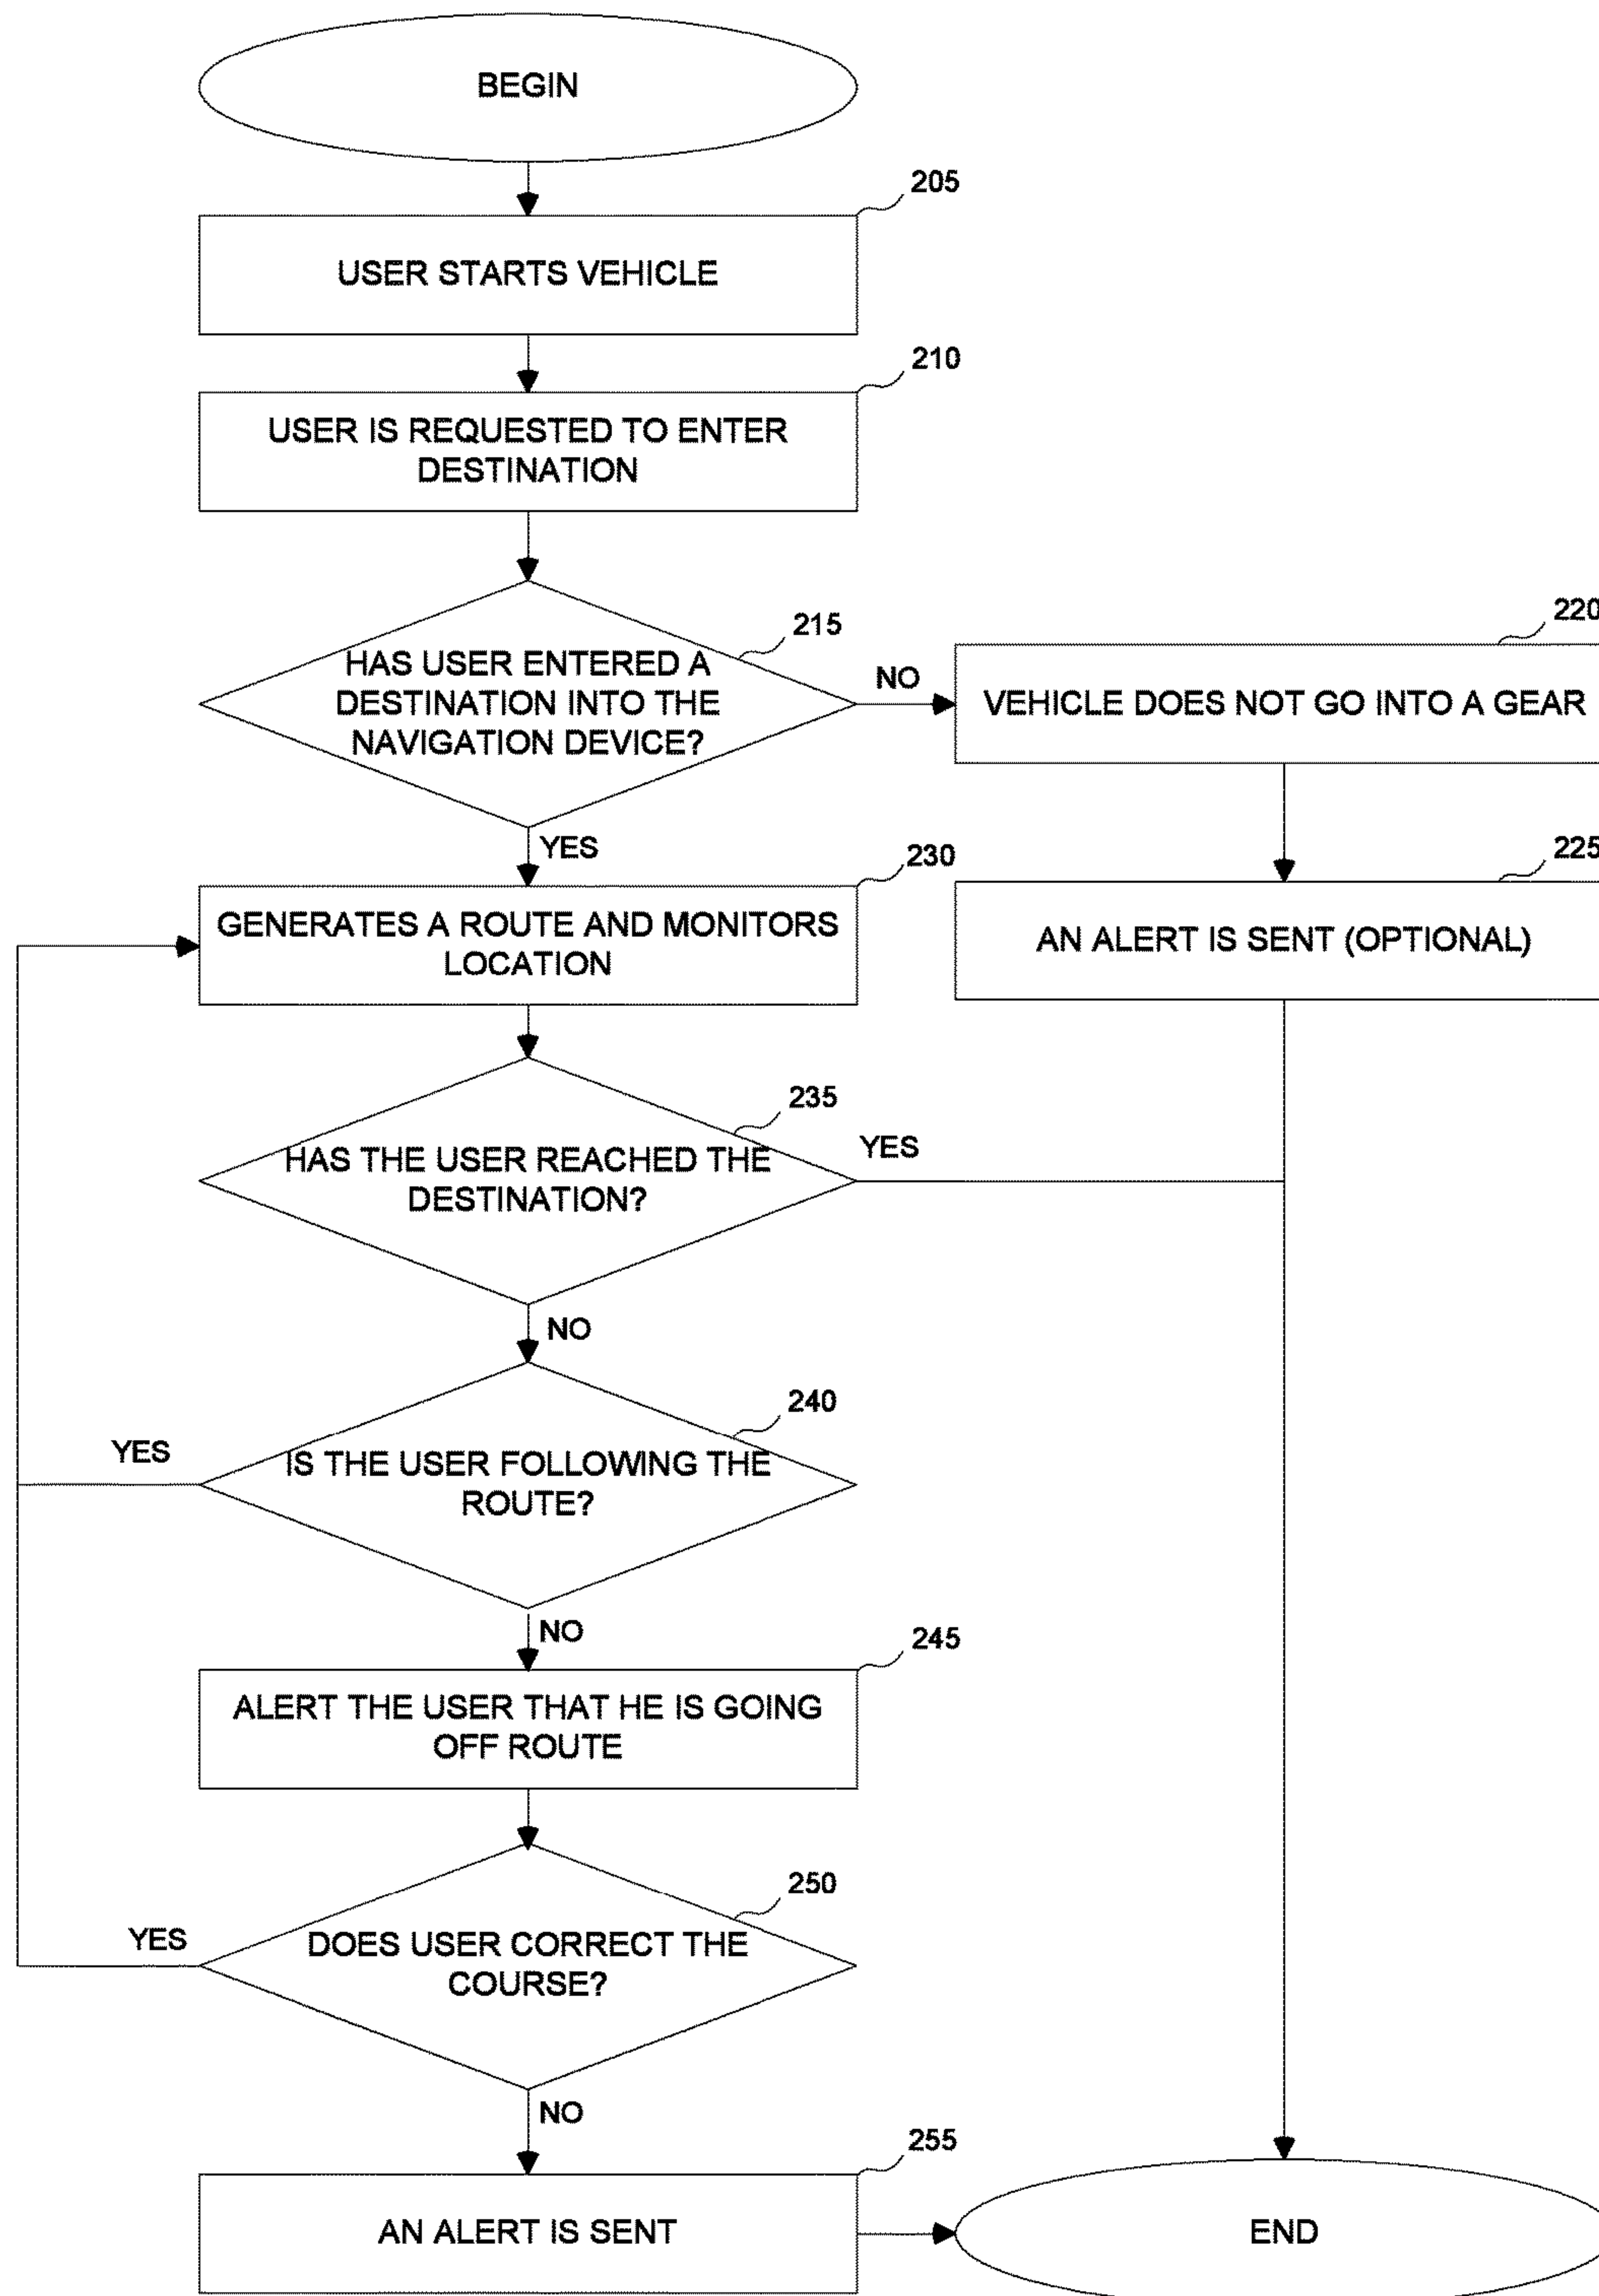 BEGIN
205
USER STARTS VEHICLE
210
USER IS REQUESTED TO ENTER
DESTINATION
215
HAS USER ENTERED A
DESTINATION INTO THE
NAVIGATION DEVICE?
NO
220
VEHICLE DOES NOT GO INTO A GEAR
YES
225
AN ALERT IS SENT (OPTIONAL)
230
GENERATES A ROUTE AND MONITORS
LOCATION
235
HAS THE USER REACHED THE
DESTINATION?
YES
NO
240
IS THE USER FOLLOWING THE
ROUTE?
YES
NO
245
ALERT THE USER THAT HE IS GOING
OFF ROUTE
250
DOES USER CORRECT THE
COURSE?
YES
NO
255
AN ALERT IS SENT
END